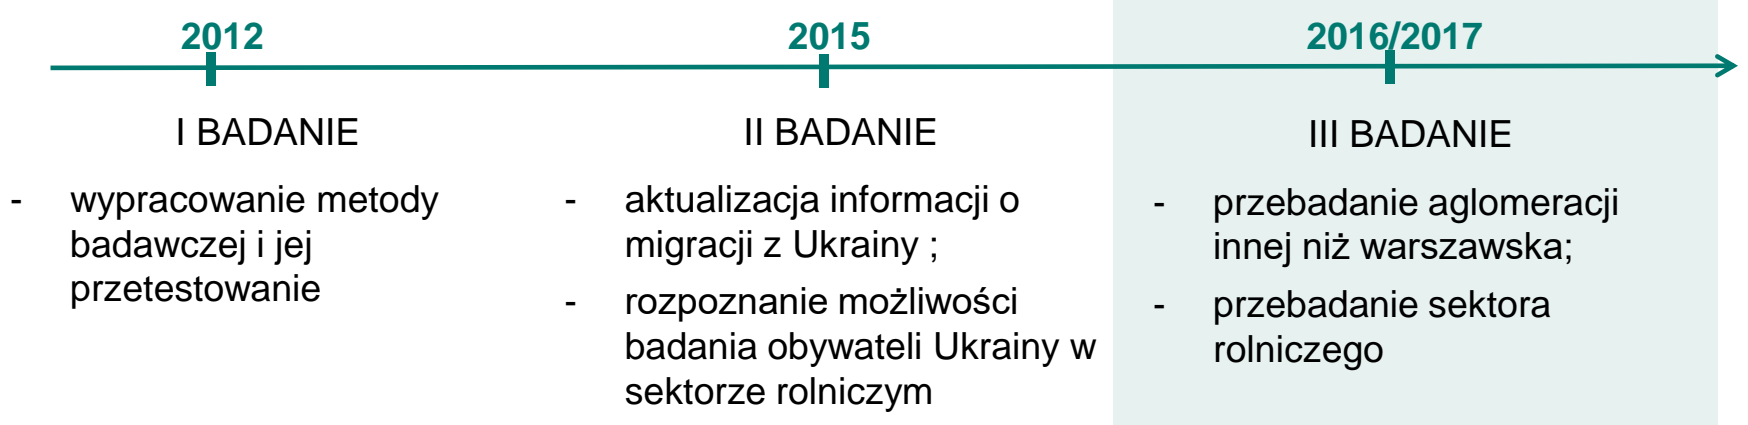 2012
2015
2016/2017
I BADANIE
- wypracowanie metody
badawczej i jej
przetestowanie
II BADANIE
- aktualizacja informacji o
migracji z Ukrainy ;
- rozpoznanie możliwości
badania obywateli Ukrainy w
sektorze rolniczym
III BADANIE
- przebadanie aglomeracji
innej niż warszawska;
- przebadanie sektora
rolniczego